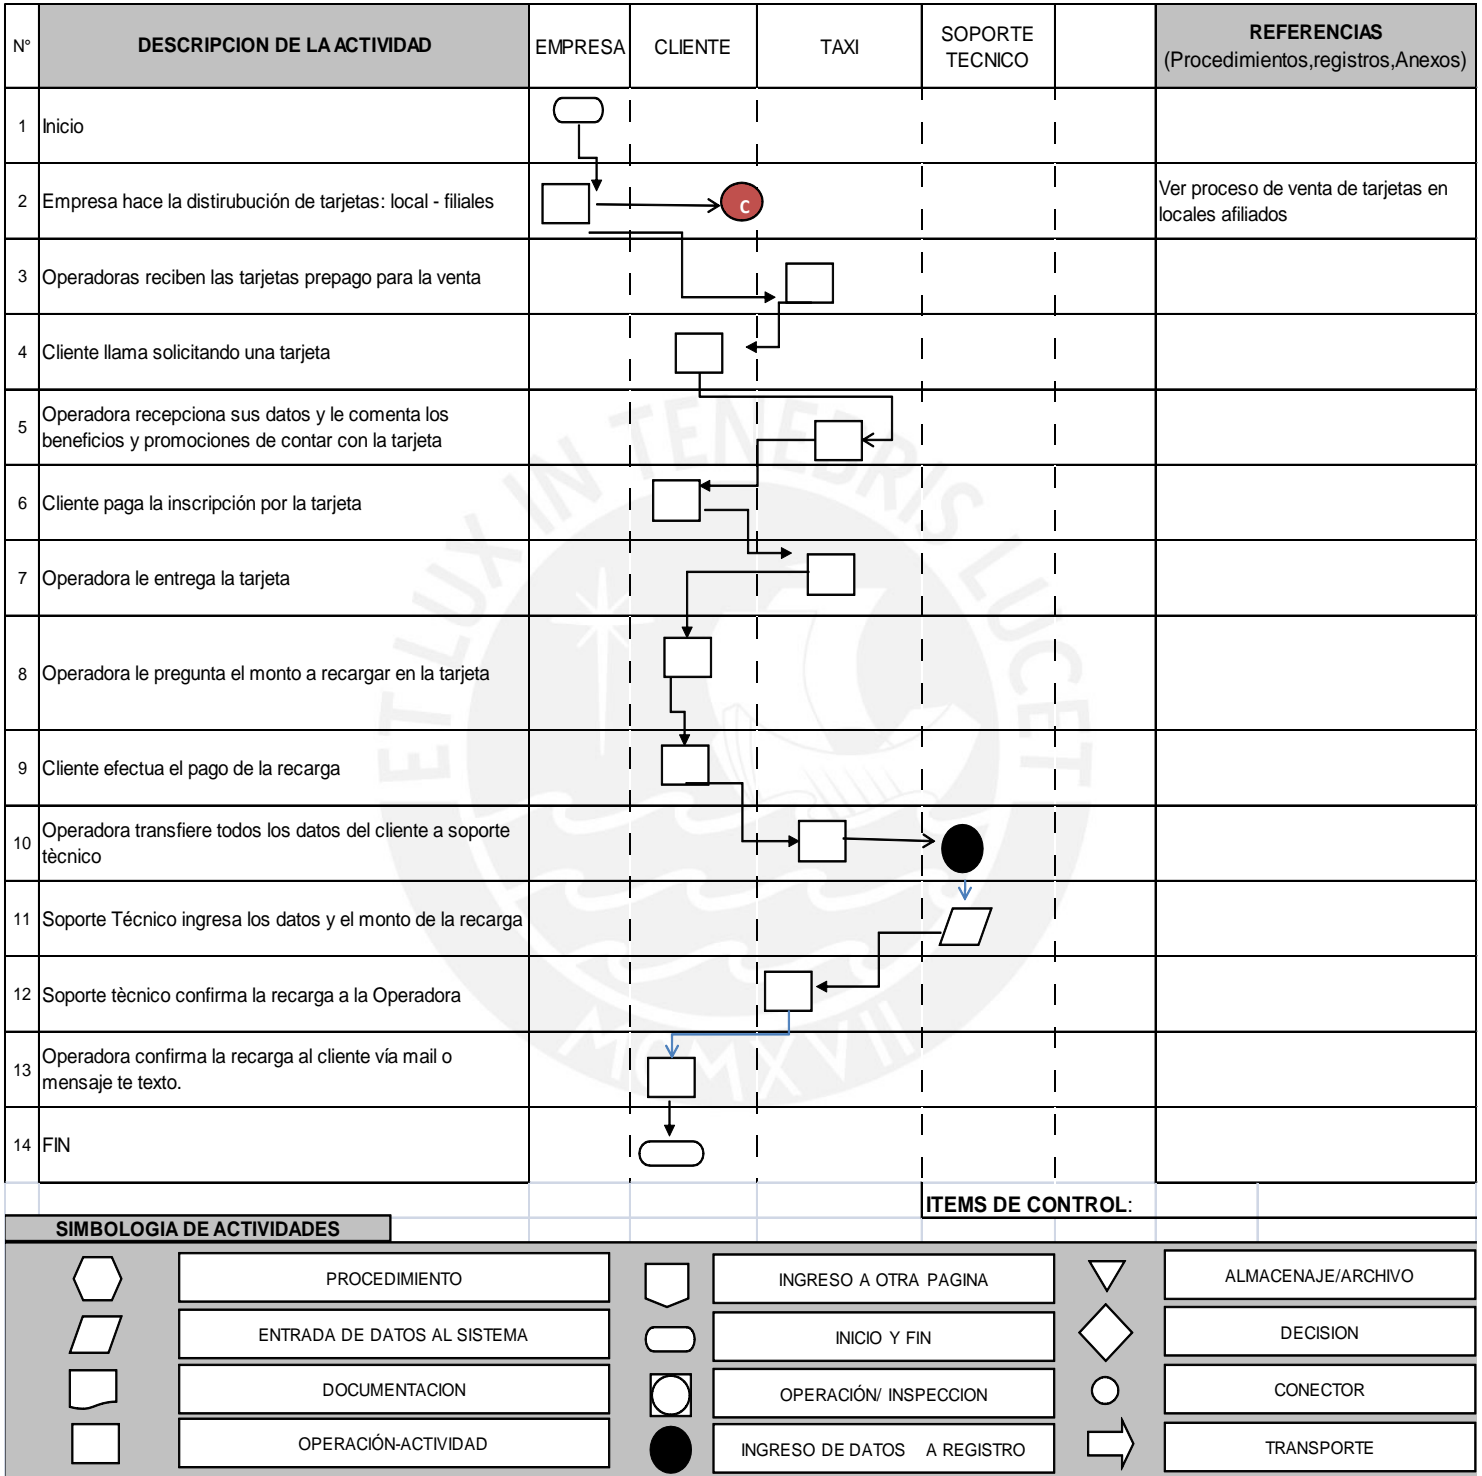 N°
DESCRIPCION DE LA ACTIVIDAD
EMPRESA
CLIENTE
TAXI
SOPORTE
TECNICO
REFERENCIAS
(Procedimientos,registros,Anexos)
1
Inicio
2
Empresa hace la distirubución de tarjetas: local - filiales
C
Ver proceso de venta de tarjetas en
locales afiliados
3
Operadoras reciben las tarjetas prepago para la venta
4
Cliente llama solicitando una tarjeta
5
Operadora recepciona sus datos y le comenta los
beneficios y promociones de contar con la tarjeta
6
Cliente paga la inscripción por la tarjeta
7
Operadora le entrega la tarjeta
8
Operadora le pregunta el monto a recargar en la tarjeta
9
Cliente efectua el pago de la recarga
10
Operadora transfiere todos los datos del cliente a soporte
tècnico
11
Soporte Técnico ingresa los datos y el monto de la recarga
12
Soporte tècnico confirma la recarga a la Operadora
13
Operadora confirma la recarga al cliente vía mail o
mensaje te texto.
14
FIN
ET LUX IN TENEBRIS LUCET
MCMXVII
ITEMS DE CONTROL:
SIMBOLOGIA DE ACTIVIDADES
PROCEDIMIENTO
INGRESO A OTRA PAGINA
ALMACENAJE/ARCHIVO
ENTRADA DE DATOS AL SISTEMA
INICIO Y FIN
DECISION
DOCUMENTACION
OPERACIÓN/ INSPECCION
CONECTOR
OPERACIÓN-ACTIVIDAD
INGRESO DE DATOS A REGISTRO
TRANSPORTE